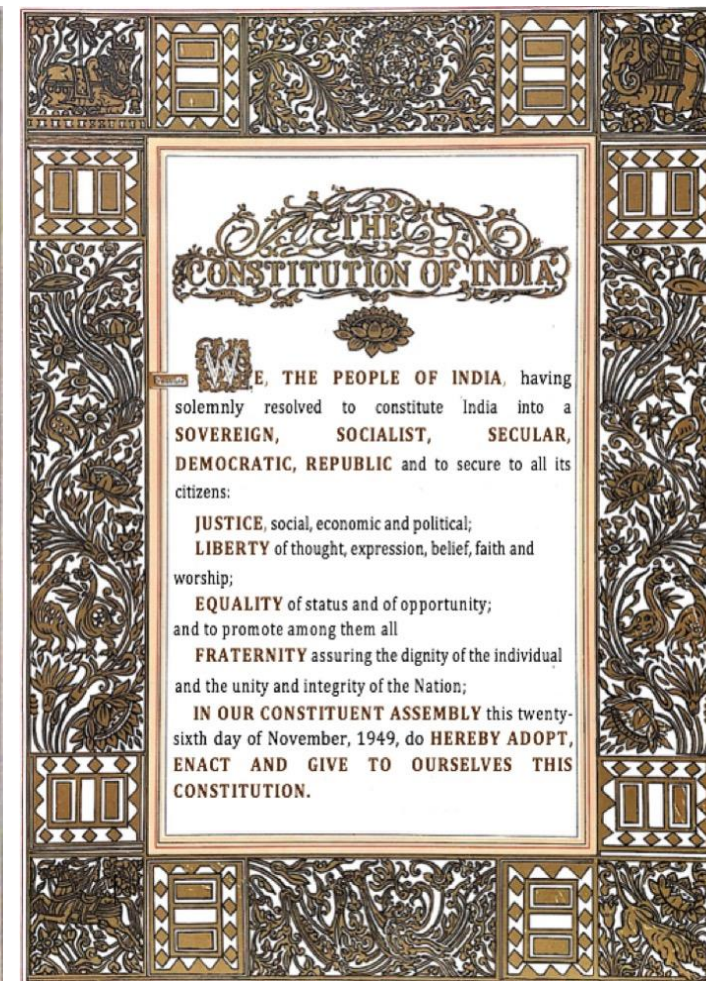 THE
CONSTITUTION OF INDIA
WE, THE PEOPLE OF INDIA, having
solemnly resolved to constitute India into a
SOVEREIGN, SOCIALIST, SECULAR,
DEMOCRATIC, REPUBLIC and to secure to all its
citizens:
JUSTICE, social, economic and political;
LIBERTY of thought, expression, belief, faith and
worship;
EQUALITY of status and of opportunity;
and to promote among them all
FRATERNITY assuring the dignity of the individual
and the unity and integrity of the Nation;
IN OUR CONSTITUENT ASSEMBLY this twenty-
sixth day of November, 1949, do HEREBY ADOPT,
ENACT AND GIVE TO OURSELVES THIS
CONSTITUTION.